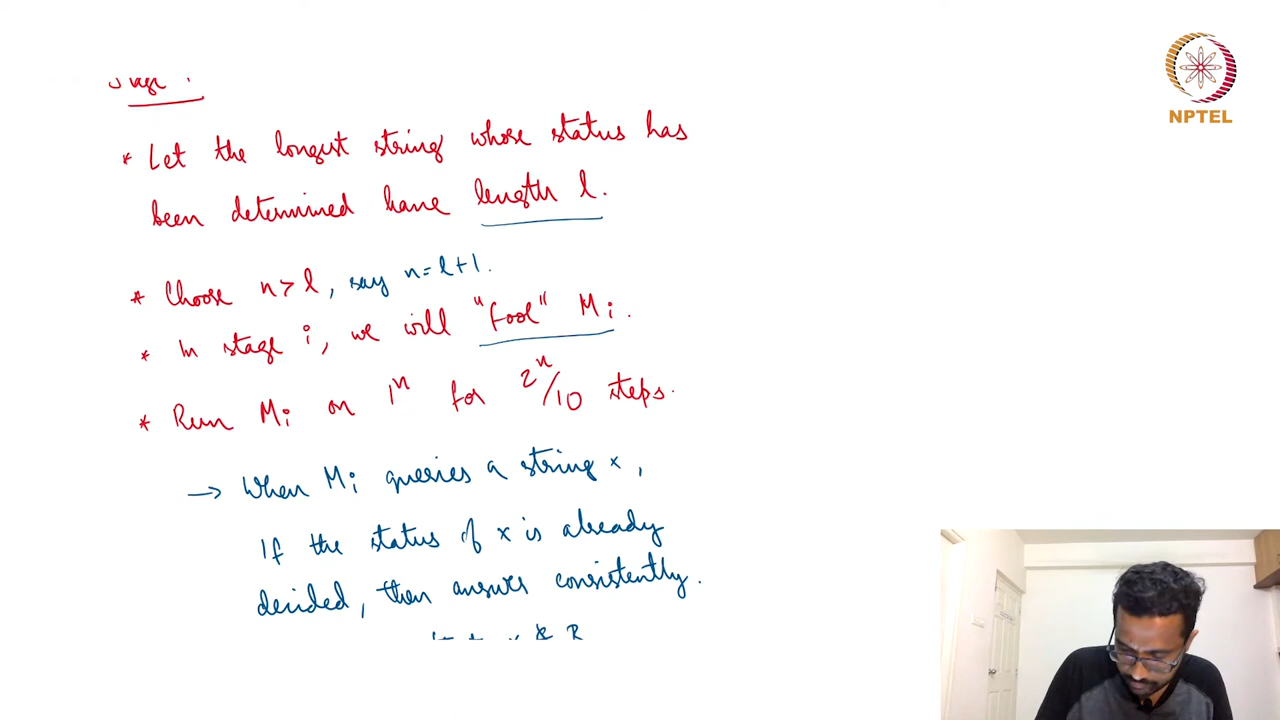 Stage i
NPTEL
* Let the longest string whose status has
been determined have length l.
* Choose n > l, say n = l+1.
* In stage i, we will "fool" Mi.
* Run Mi on 1^n for 2^n/10 steps.
→ When Mi queries a string x,
If the status of x is already
decided, then answer consistently.